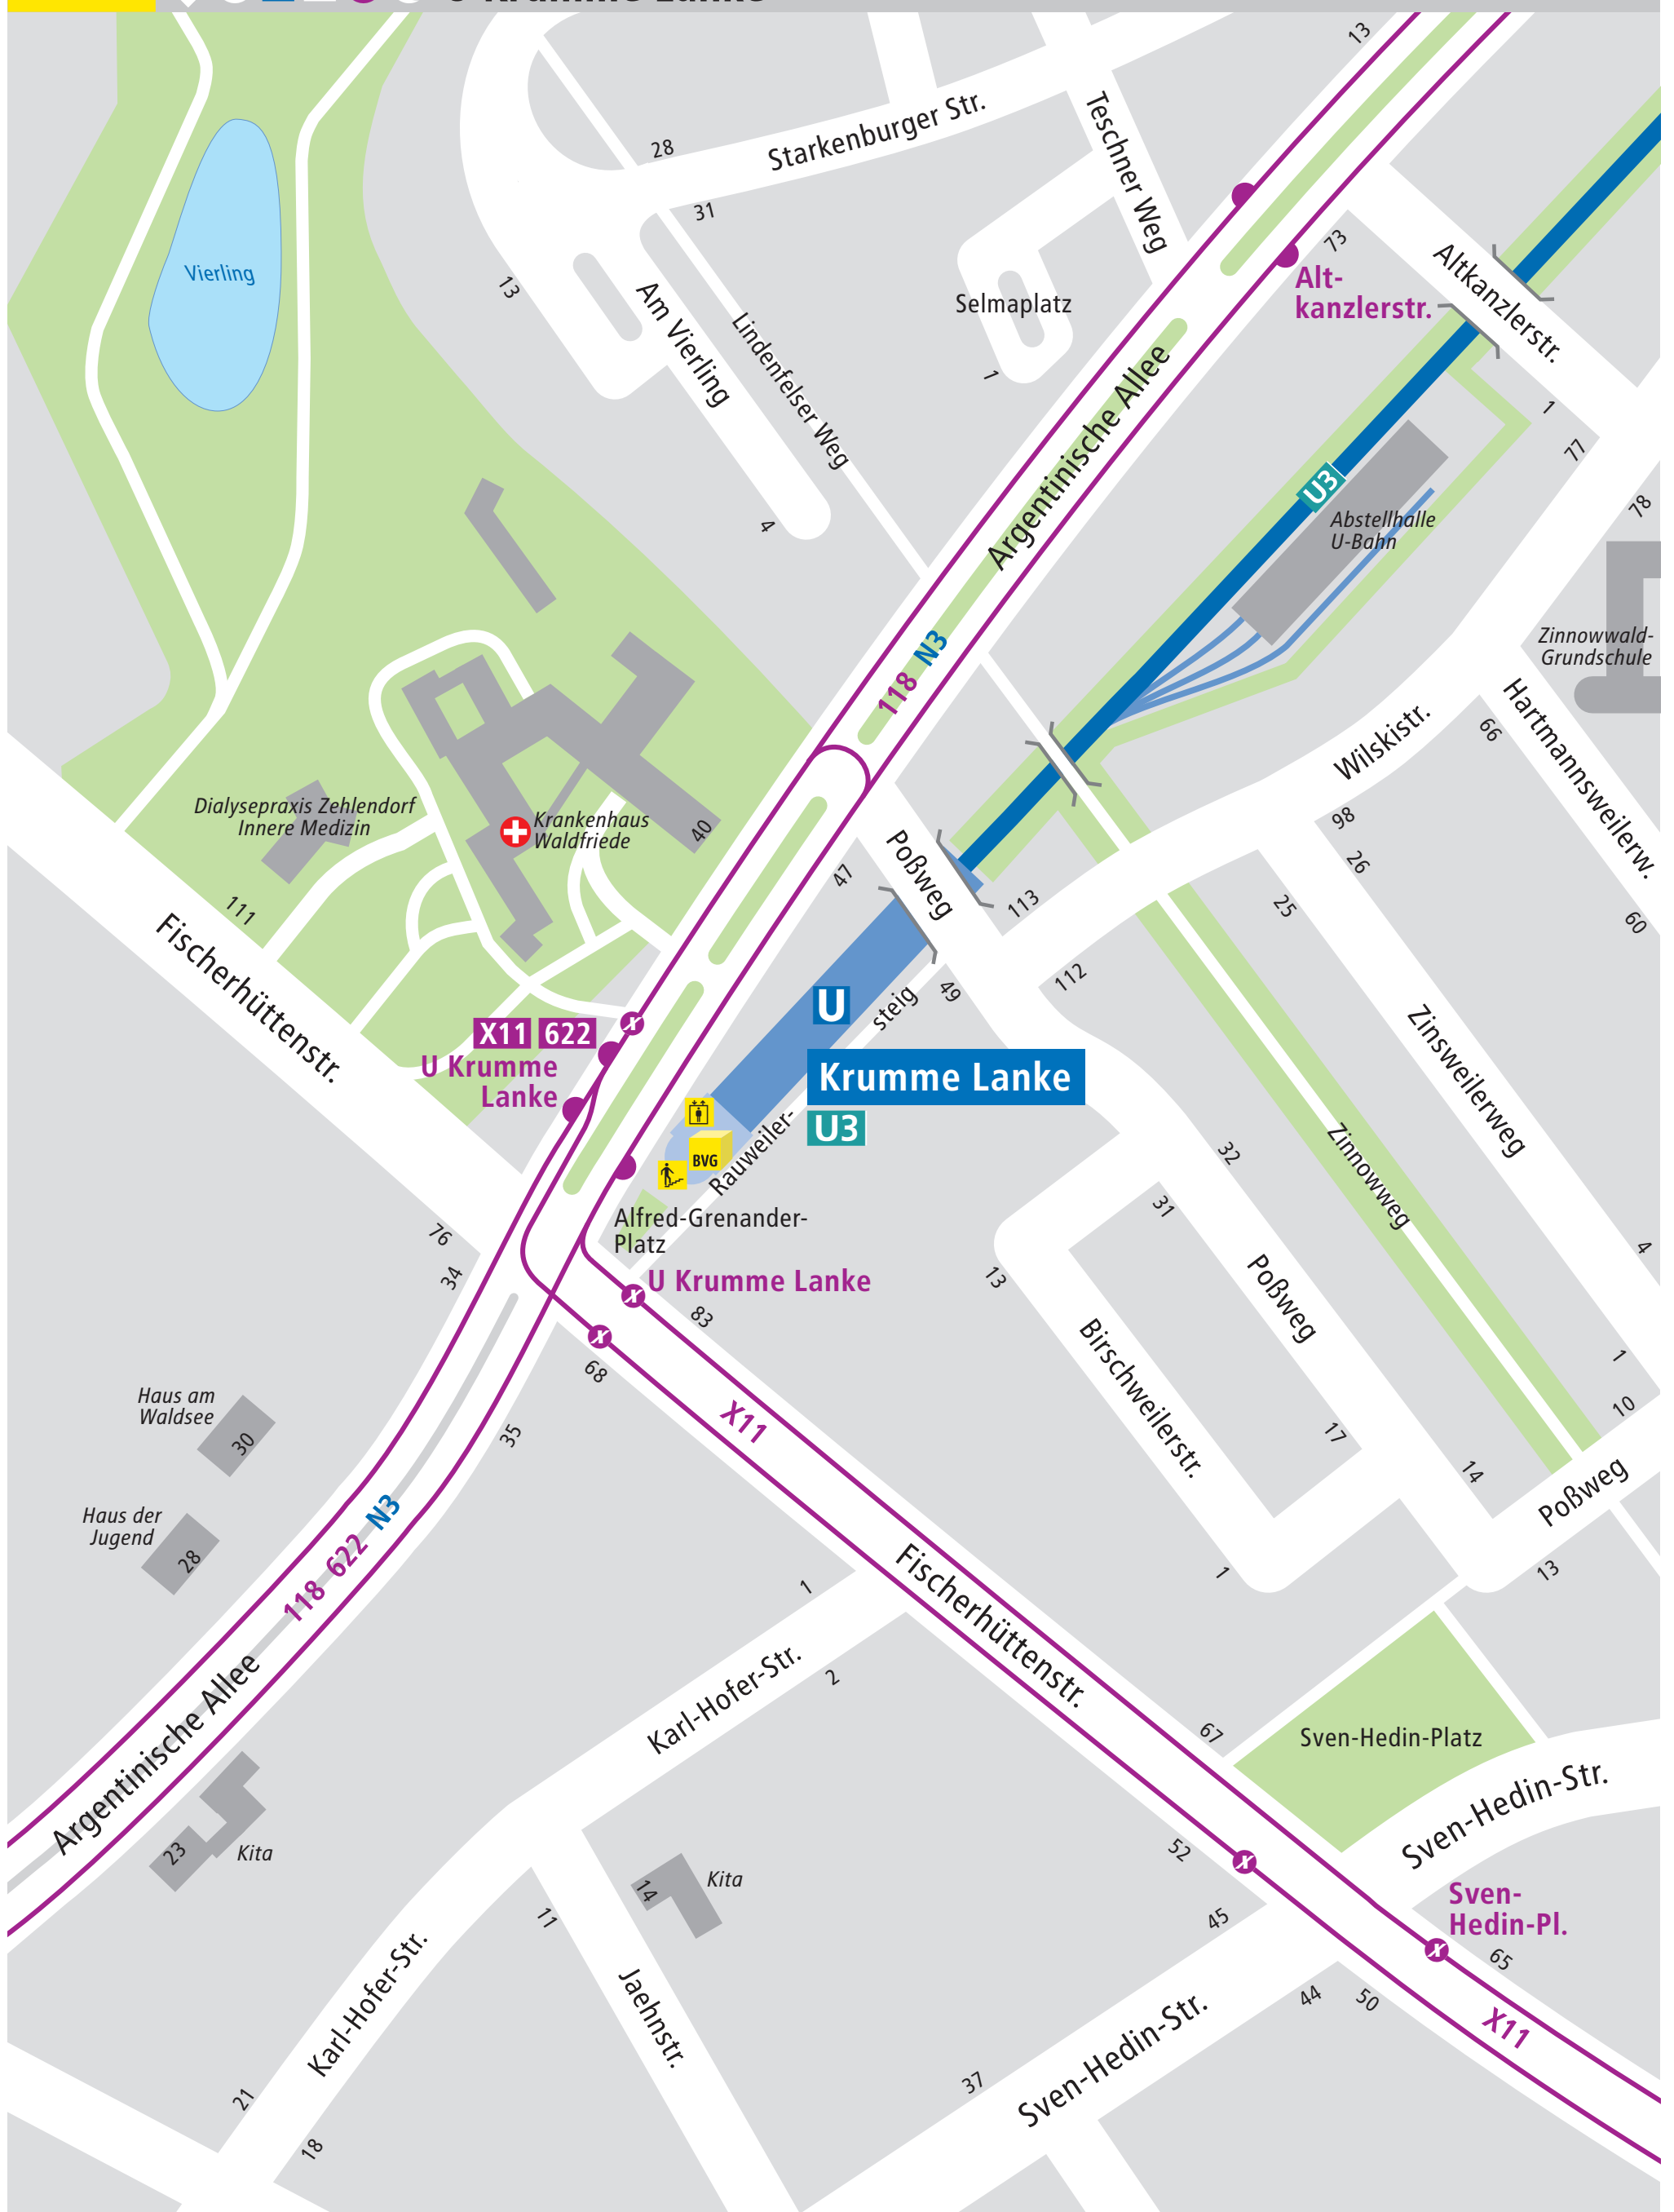 U Krumme Lanke
13
Starkenburger Str.
28
31
Teschner Weg
Vierling
13
Am Vierling
Lindenfelser Weg
Selmaplatz
1
73
Alt-
kanzlerstr.
Altkanzlerstr.
1
77
78
4
Argentinische Allee
U3
Abstellhalle
U-Bahn
Zinnowwald-
Grundschule
118 N3
Hartmannsweilerw.
66
Wilskistr.
98
26
25
60
Dialysepraxis Zehlendorf
Innere Medizin
Krankenhaus
Waldfriede
40
47
Poßweg
113
112
49
111
Fischerhüttenstr.
X11 622
U Krumme
Lanke
x
U
Rauweiler-
steig
Krumme Lanke
U3
BVG
Alfred-Grenander-
Platz
Zinsweilerweg
Zinnowweg
32
31
4
76
34
x
U Krumme Lanke
83
x
68
13
Poßweg
Birschweilerstr.
17
1
10
14
Poßweg
13
1
Haus am
Waldsee
30
Haus der
Jugend
28
35
X11
118 622 N3
Argentinische Allee
1
Karl-Hofer-Str.
2
Fischerhüttenstr.
67
Sven-Hedin-Platz
Sven-Hedin-Str.
23
Kita
14
Kita
52
x
45
Sven-
Hedin-Pl.
x
65
11
Karl-Hofer-Str.
Jaehnstr.
44
50
X11
37
Sven-Hedin-Str.
21
18